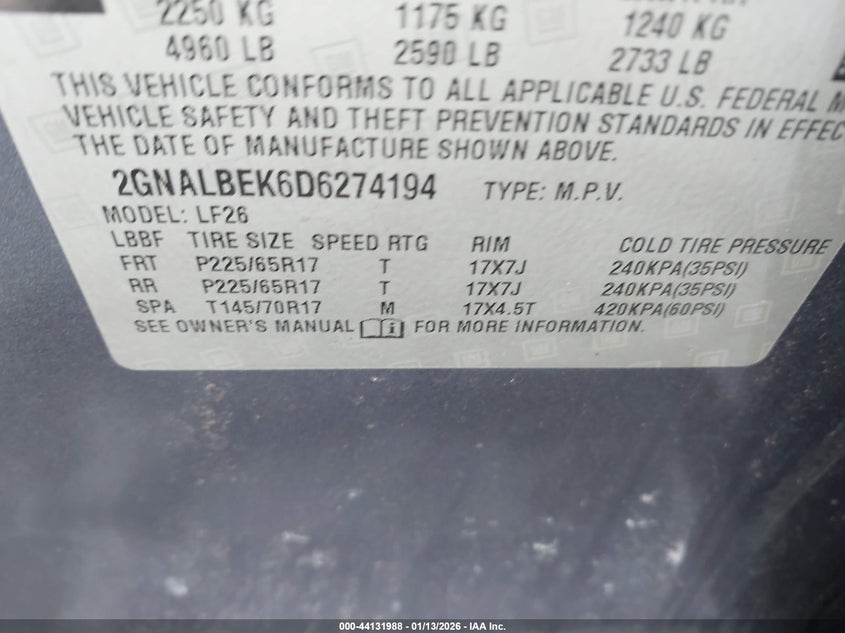 2250 KG 1175 KG 1240 KG
4960 LB 2590 LB 2733 LB
THIS VEHICLE CONFORMS TO ALL APPLICABLE U.S. FEDERAL M
VEHICLE SAFETY AND THEFT PREVENTION STANDARDS IN EFFEC
THE DATE OF MANUFACTURE SHOWN ABOVE.
2GNALBEK6D6274194 TYPE: M.P.V.
MODEL: LF26
LBBF TIRE SIZE SPEED RTG RIM COLD TIRE PRESSURE
FRT P225/65R17 T 17X7J 240KPA(35PSI)
RR P225/65R17 T 17X7J 240KPA(35PSI)
SPA T145/70R17 M 17X4.5T 420KPA(60PSI)
SEE OWNER'S MANUAL i FOR MORE INFORMATION.
000-44131988 | 01/13/2026 - IAA Inc.